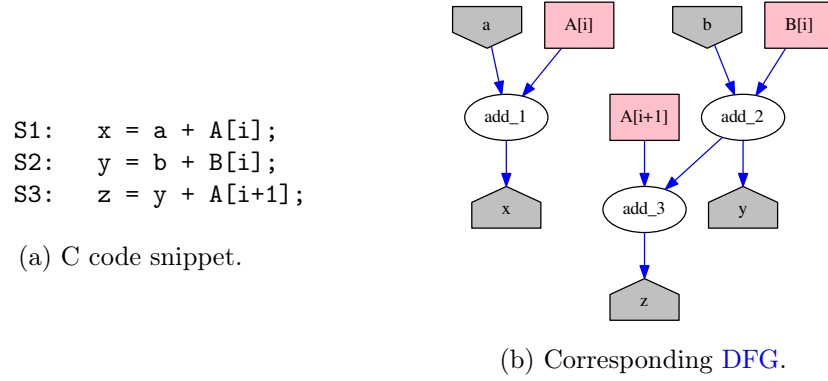 S1: x = a + A[i];
S2: y = b + B[i];
S3: z = y + A[i+1];
(a) C code snippet.
a
A[i]
b
B[i]
add_1
A[i+1]
add_2
x
add_3
y
z
(b) Corresponding DFG.